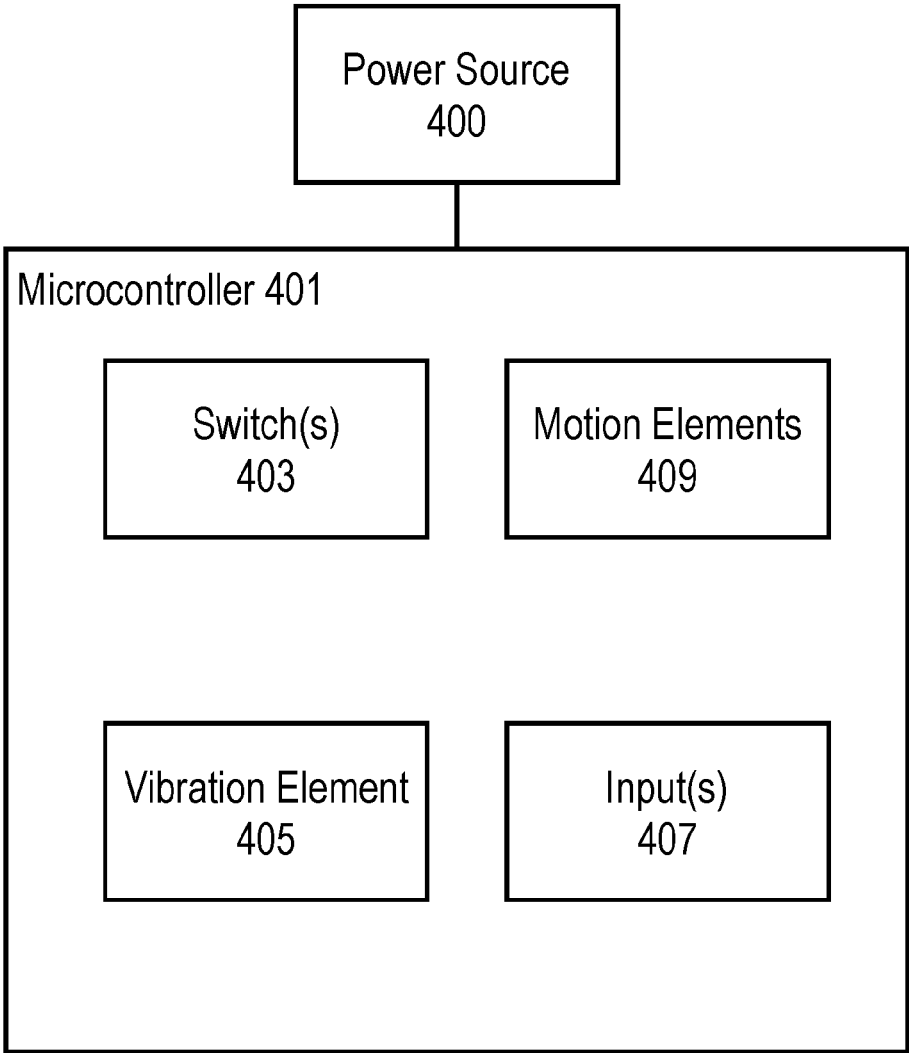 Power Source
400
Microcontroller 401
Switch(s)
403
Motion Elements
409
Vibration Element
405
Input(s)
407